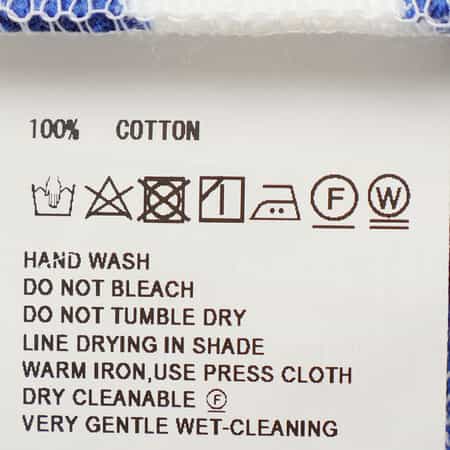 100% COTTON
F W
HAND WASH
DO NOT BLEACH
DO NOT TUMBLE DRY
LINE DRYING IN SHADE
WARM IRON,USE PRESS CLOTH
DRY CLEANABLE Ⓕ
VERY GENTLE WET-CLEANING